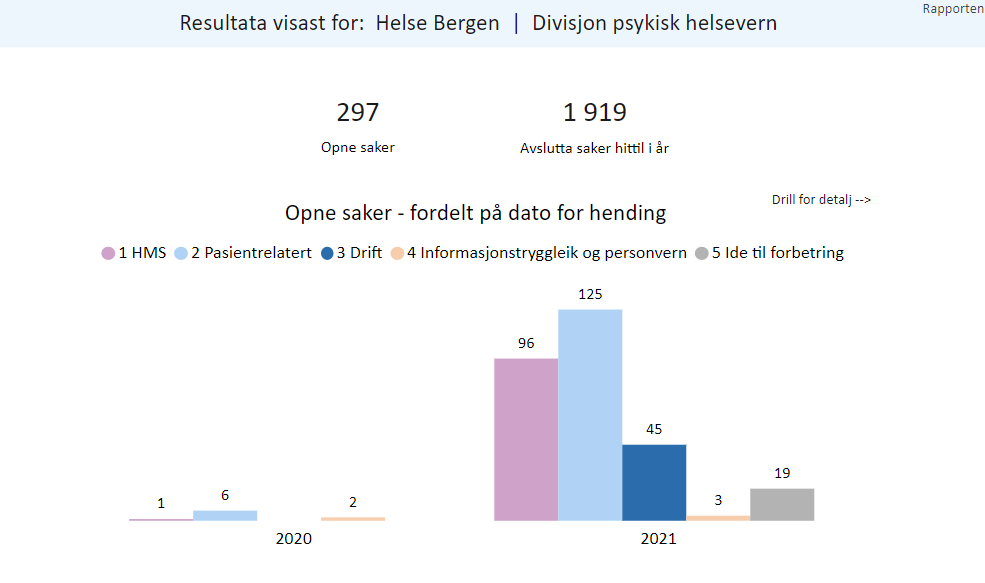 Rapporten
Resultata visast for: Helse Bergen | Divisjon psykisk helsevern
297
1 919
Opne saker
Avslutta saker hittil i år
Drill for detalj -->
Opne saker - fordelt på dato for hending
1 HMS 2 Pasientrelatert 3 Drift 4 Informasjonstryggleik og personvern 5 Ide til forbetring
125
96
45
19
3
1
6
2
2020
2021